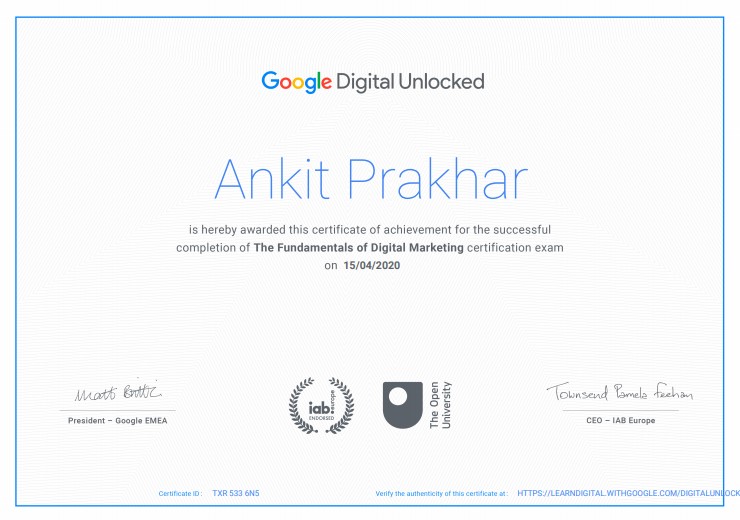 Google Digital Unlocked
Ankit Prakhar
is hereby awarded this certificate of achievement for the successful
completion of The Fundamentals of Digital Marketing certification exam
on 15/04/2020
Matt Brittin
Townsend Pamela Feehan
iab europe
ENDORSED
The Open
University
President – Google EMEA
CEO – IAB Europe
Certificate ID : TXR 533 6N5
Verify the authenticity of this certificate at : HTTPS://LEARNDIGITAL.WITHGOOGLE.COM/DIGITALUNLOCK